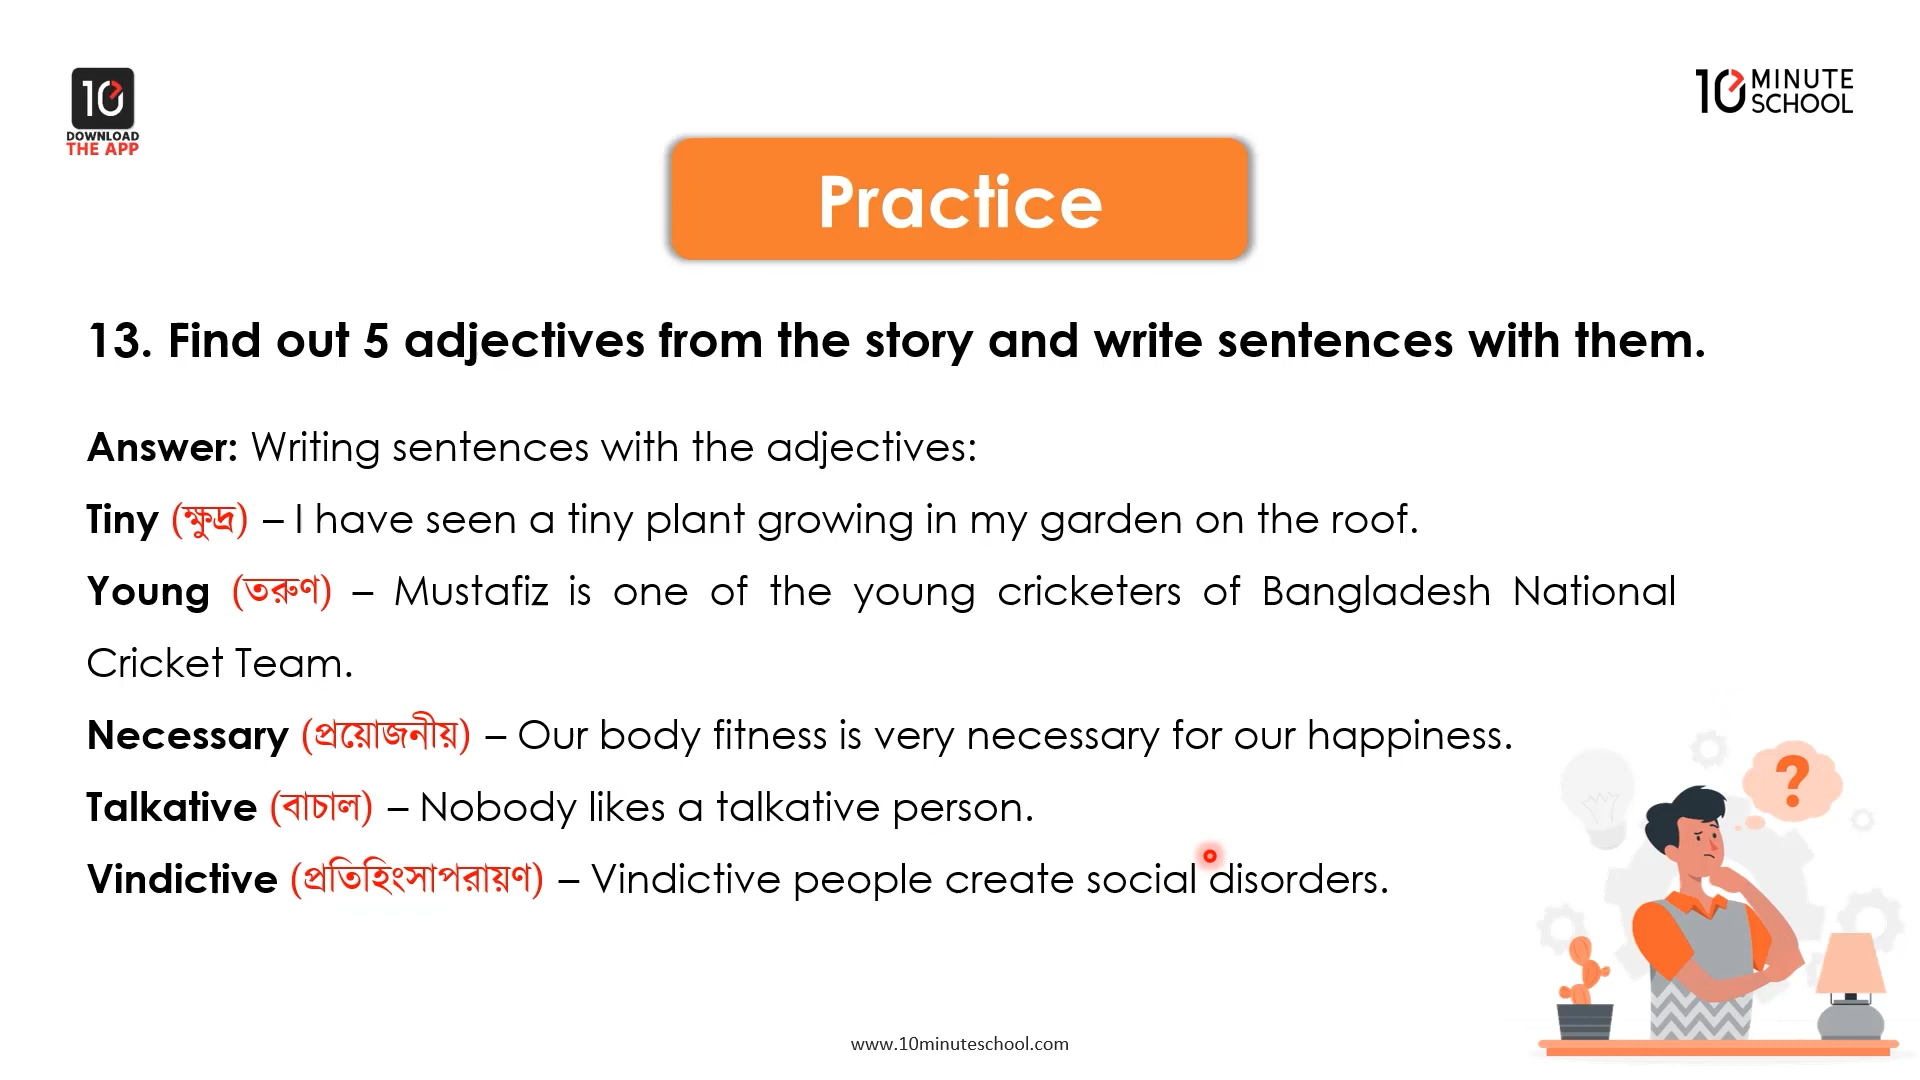 10
DOWNLOAD
THE APP
10 MINUTE
SCHOOL
Practice
13. Find out 5 adjectives from the story and write sentences with them.
Answer: Writing sentences with the adjectives:
Tiny (ক্ষুদ্র) – I have seen a tiny plant growing in my garden on the roof.
Young (তরুণ) – Mustafiz is one of the young cricketers of Bangladesh National
Cricket Team.
Necessary (প্রয়োজনীয়) – Our body fitness is very necessary for our happiness.
Talkative (বাচাল) – Nobody likes a talkative person.
Vindictive (প্রতিহিংসাপরায়ণ) – Vindictive people create social disorders.
?
www.10minuteschool.com